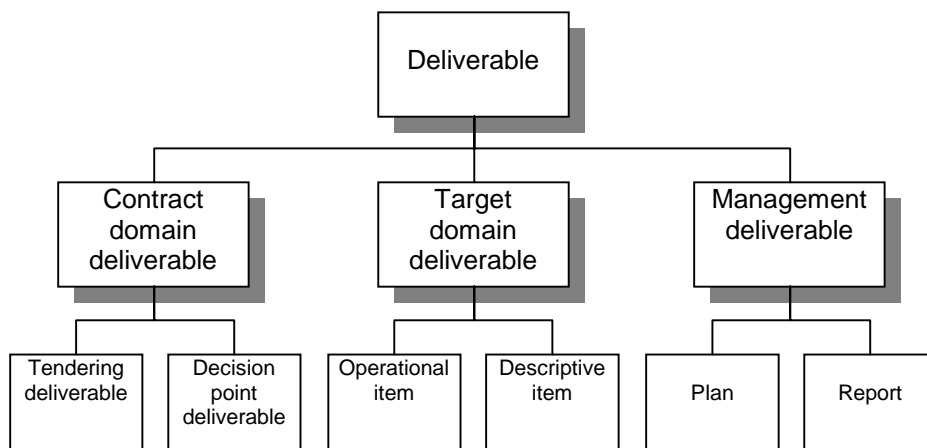 Deliverable
Contract
domain
deliverable
Target
domain
deliverable
Management
deliverable
Tendering
deliverable
Decision
point
deliverable
Operational
item
Descriptive
item
Plan
Report